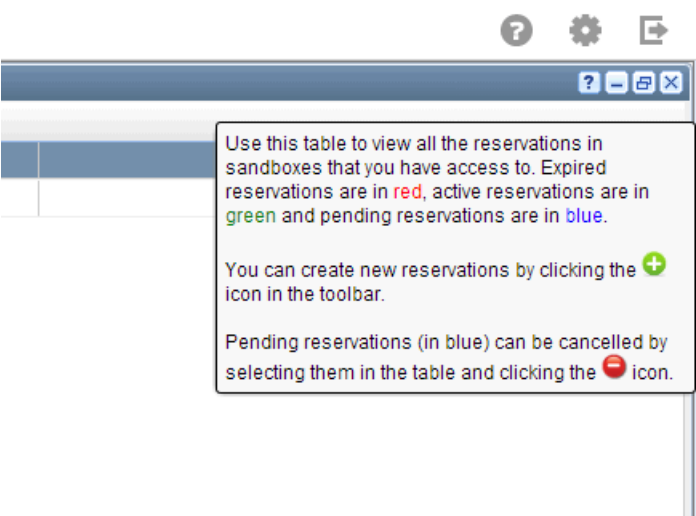 Use this table to view all the reservations in
sandboxes that you have access to. Expired
reservations are in red, active reservations are in
green and pending reservations are in blue.
You can create new reservations by clicking the
icon in the toolbar.
Pending reservations (in blue) can be cancelled by
selecting them in the table and clicking the icon.